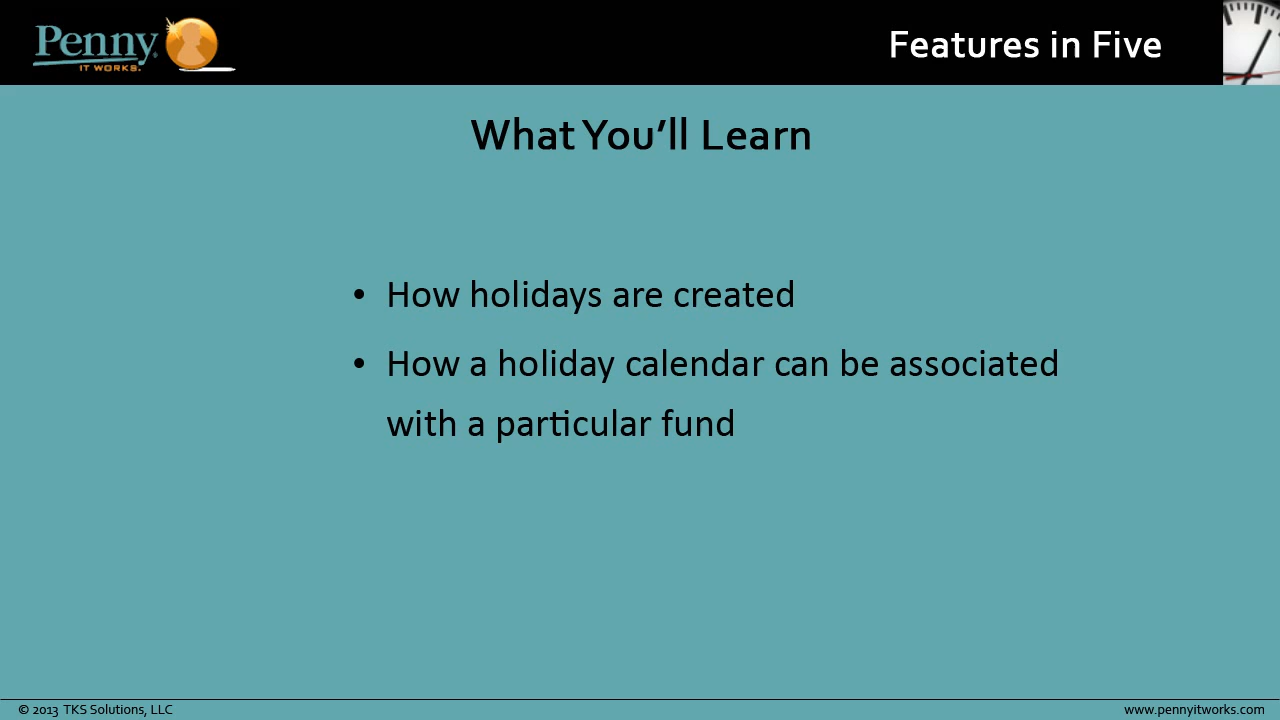 Penny
IT WORKS.
Features in Five
What You’ll Learn
• How holidays are created
• How a holiday calendar can be associated
with a particular fund
© 2013 TKS Solutions, LLC
www.pennyitworks.com